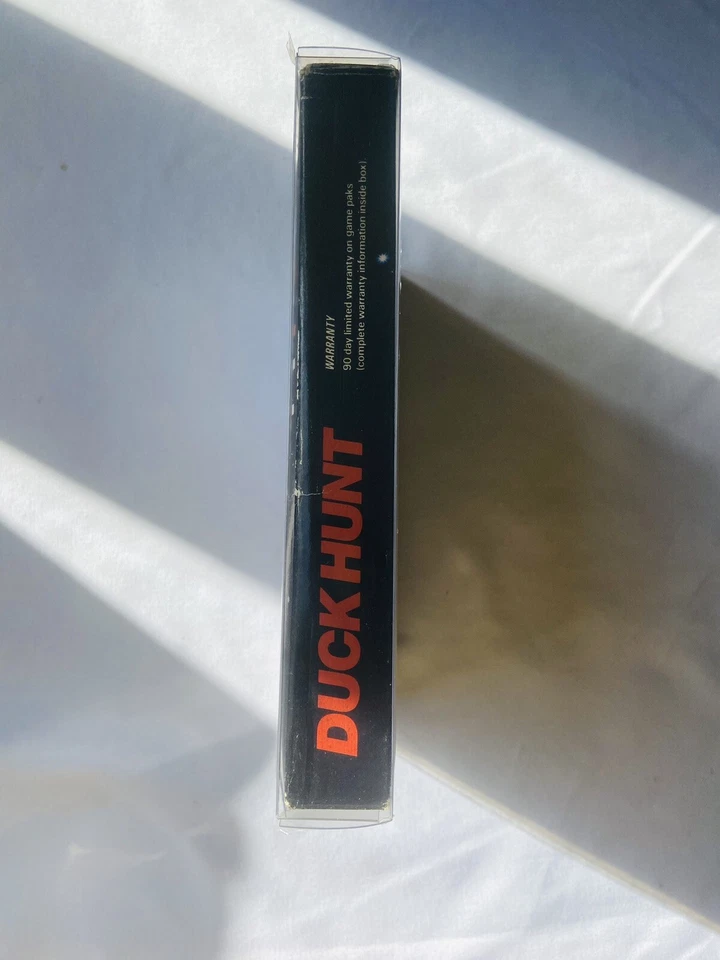 DUCK HUNT
WARRANTY
90 day limited warranty on game paks
(complete warranty information inside box).